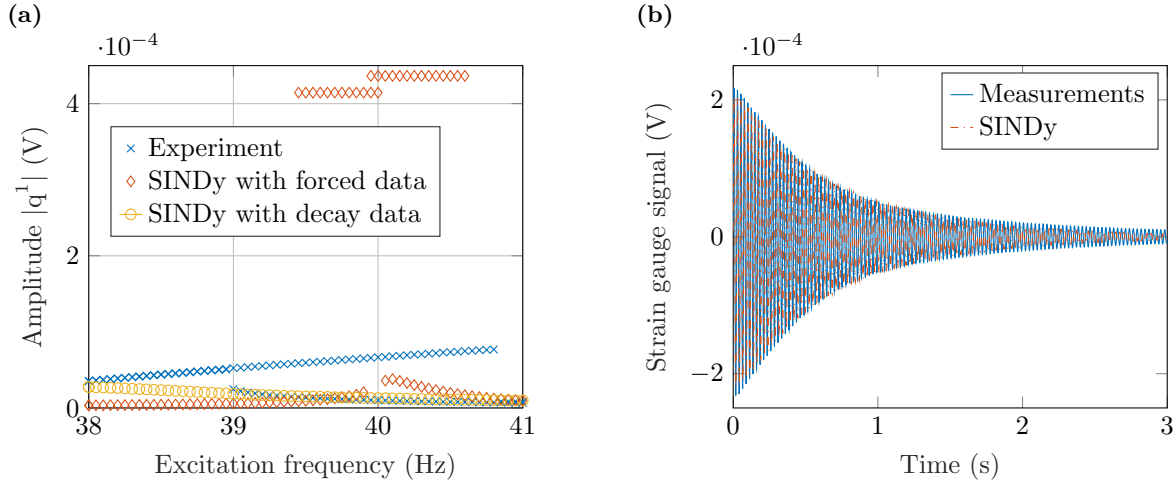 (a)
·10⁻⁴
4
2
0
Amplitude |q¹| (V)
Experiment
SINDy with forced data
SINDy with decay data
38
39
40
41
Excitation frequency (Hz)
(b)
·10⁻⁴
2
0
−2
Strain gauge signal (V)
Measurements
SINDy
0
1
2
3
Time (s)